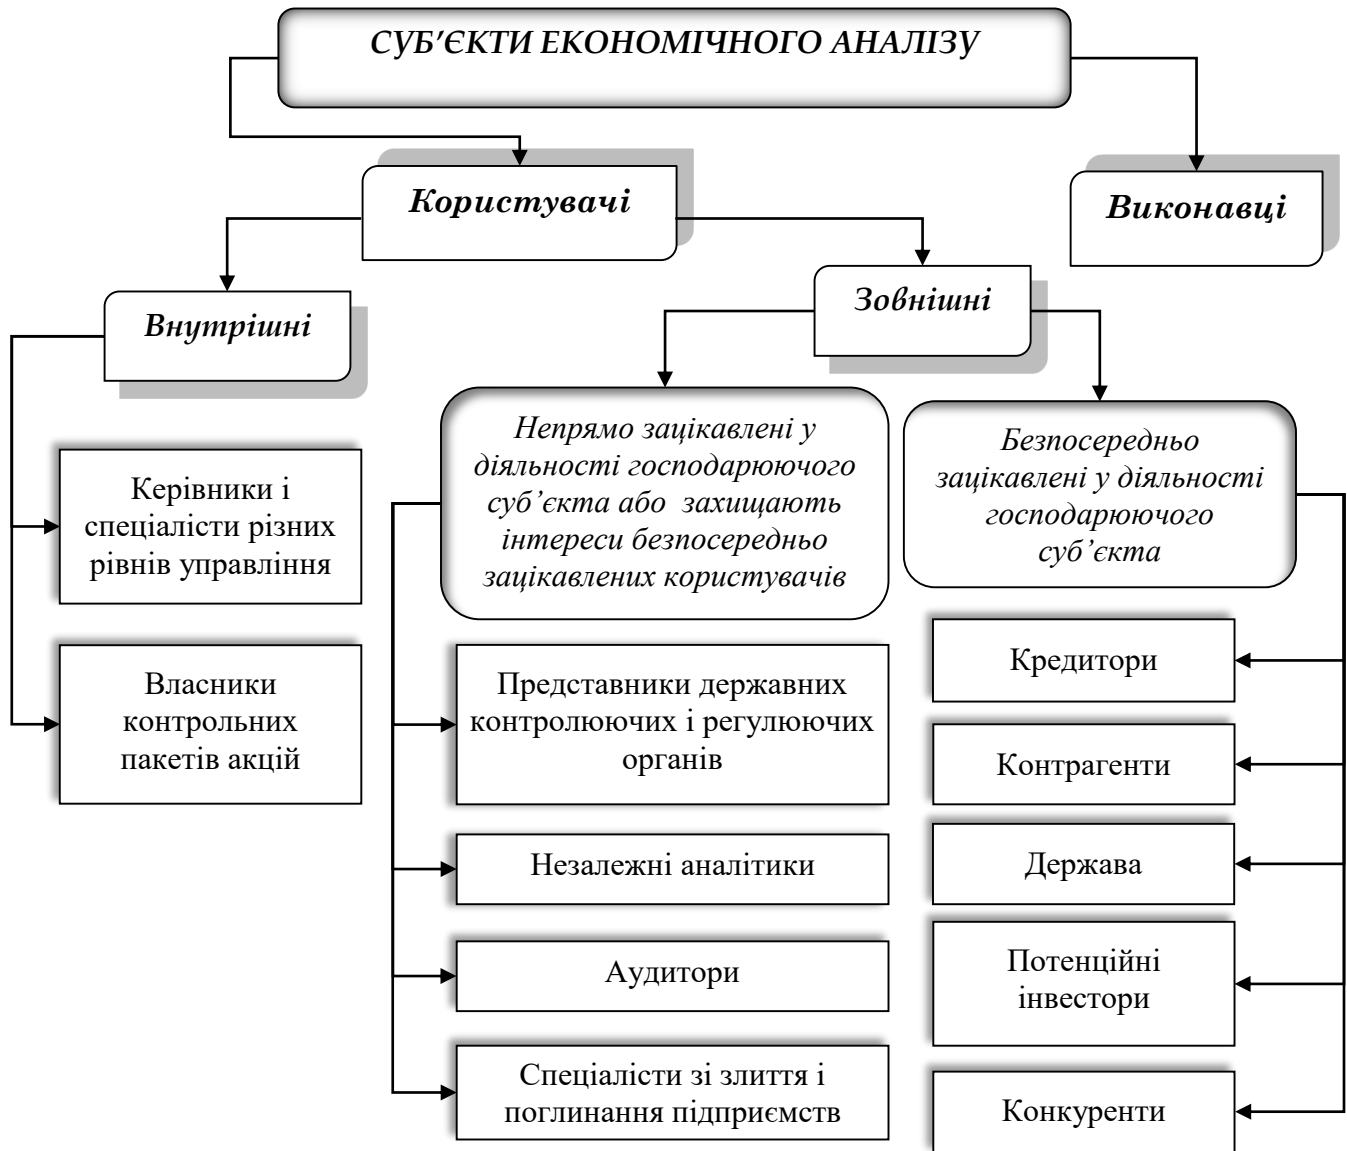 СУБ’ЄКТИ ЕКОНОМІЧНОГО АНАЛІЗУ
Користувачі
Виконавці
Внутрішні
Зовнішні
Керівники і
спеціалісти різних
рівнів управління
Власники
контрольних
пакетів акцій
Непрямо зацікавлені у
діяльності господарюючого
суб’єкта або захищають
інтереси безпосередньо
зацікавлених користувачів
Представники державних
контролюючих і регулюючих
органів
Незалежні аналітики
Аудитори
Спеціалісти зі злиття і
поглинання підприємств
Безпосередньо
зацікавлені у діяльності
господарюючого
суб’єкта
Кредитори
Контрагенти
Держава
Потенційні
інвестори
Конкуренти